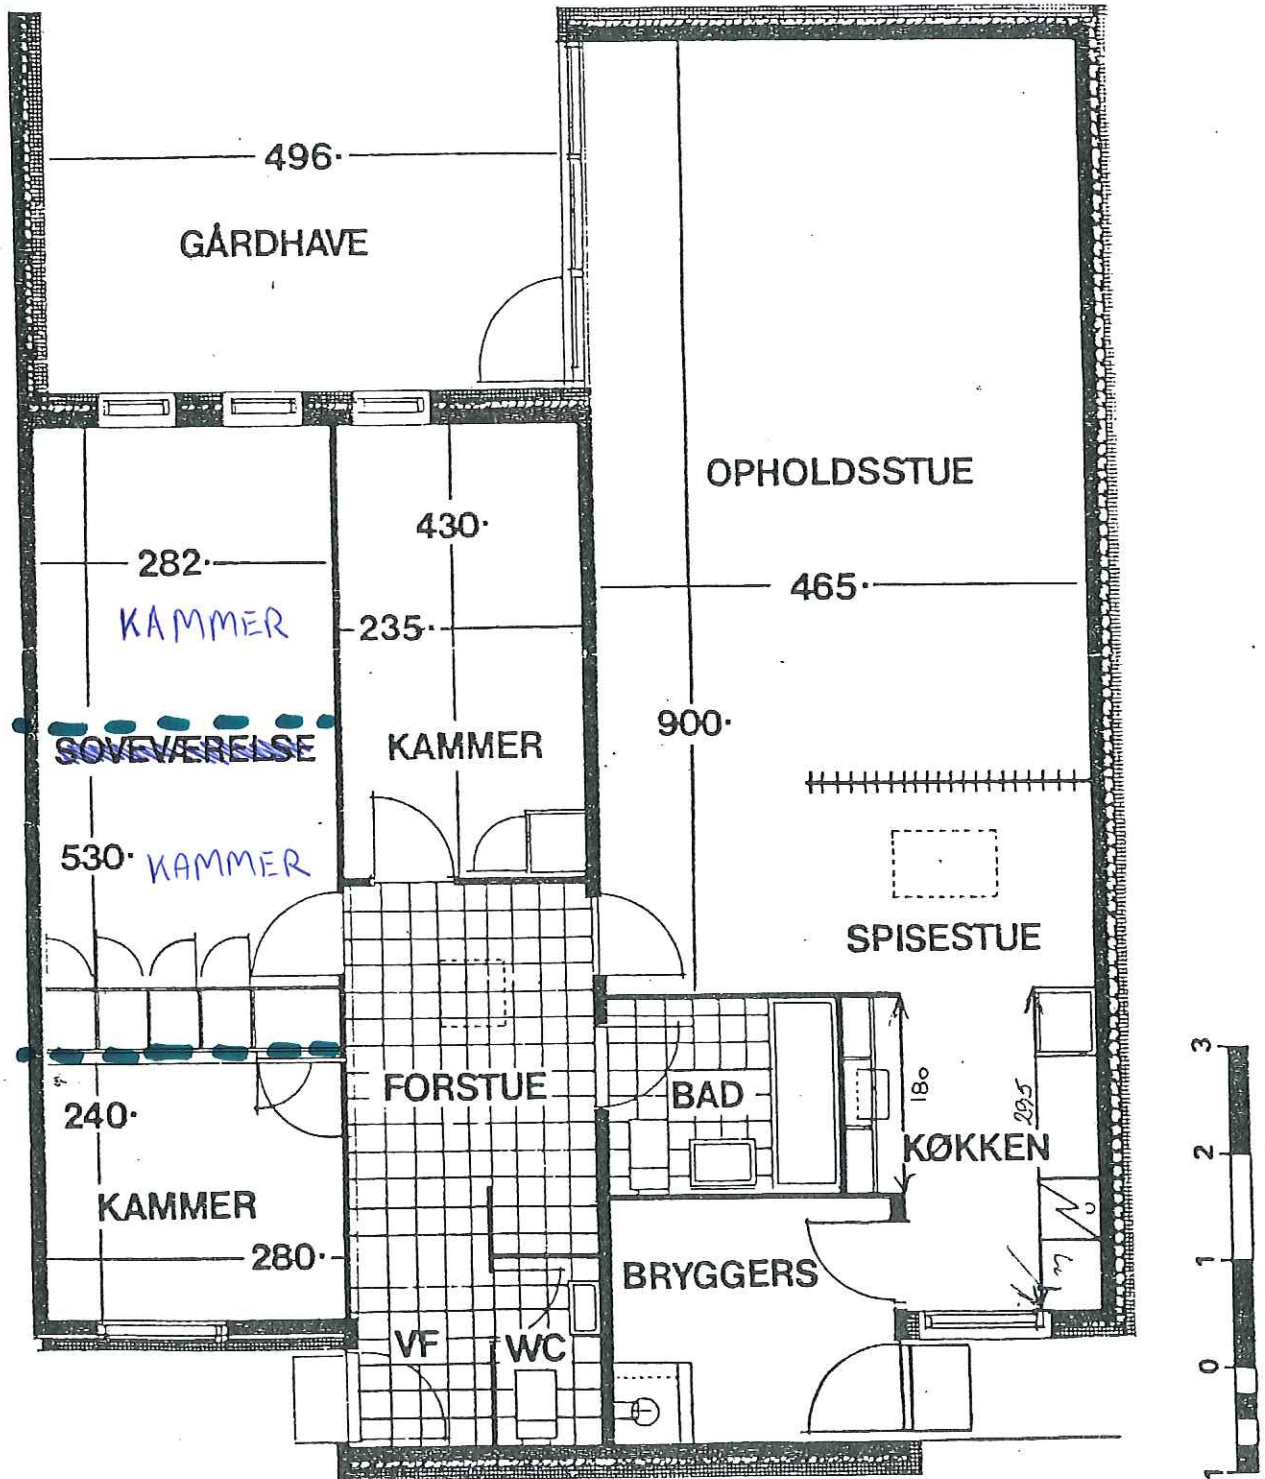 496.
GÅRDHAVE
OPHOLDSSTUE
430.
282.
465.
KAMMER
235.
900.
SOVEVÆRELSE
KAMMER
530.
KAMMER
SPISESTUE
FORSTUE
BAD
180
295
240.
KØKKEN
KAMMER
280.
BRYGGERS
VF
WC
3
2
1
0
1